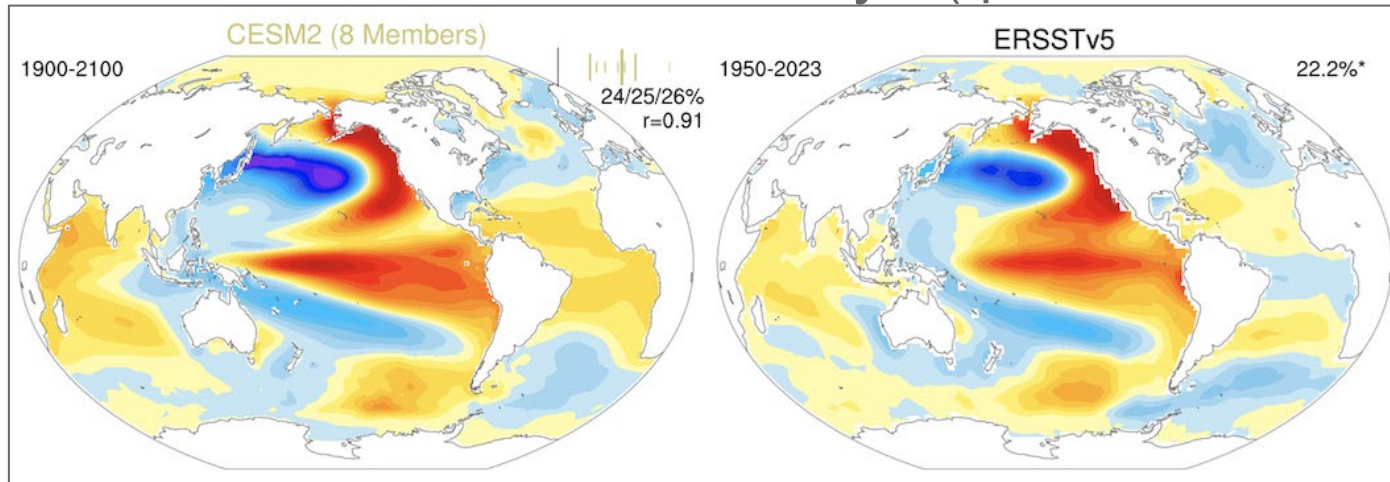 CESM2 (8 Members)
1900-2100
24/25/26%
r=0.91
ERSSTv5
1950-2023
22.2%*